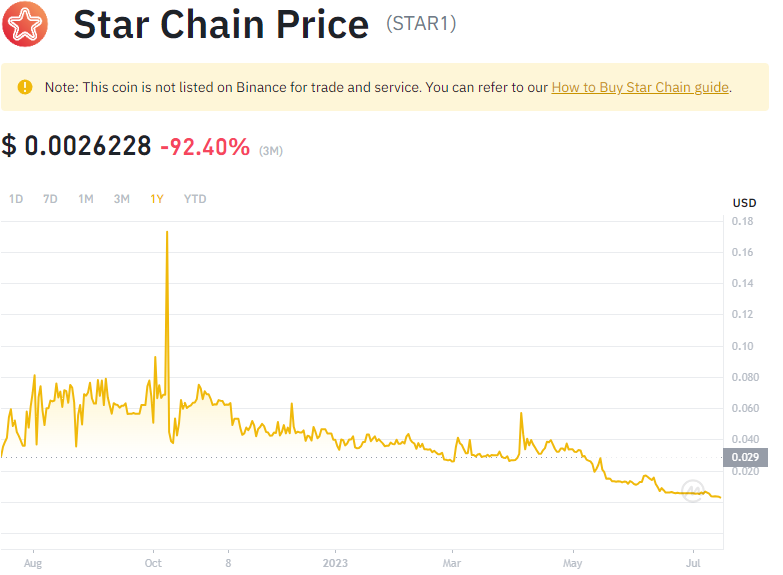 Star Chain Price (STAR1)
Note: This coin is not listed on Binance for trade and service. You can refer to our How to Buy Star Chain guide.
$ 0.0026228 -92.40% (3M)
1D 7D 1M 3M 1Y YTD
USD
0.18
0.16
0.14
0.12
0.10
0.080
0.060
0.040
0.029
0.020
Aug Oct 8 2023 Mar May Jul